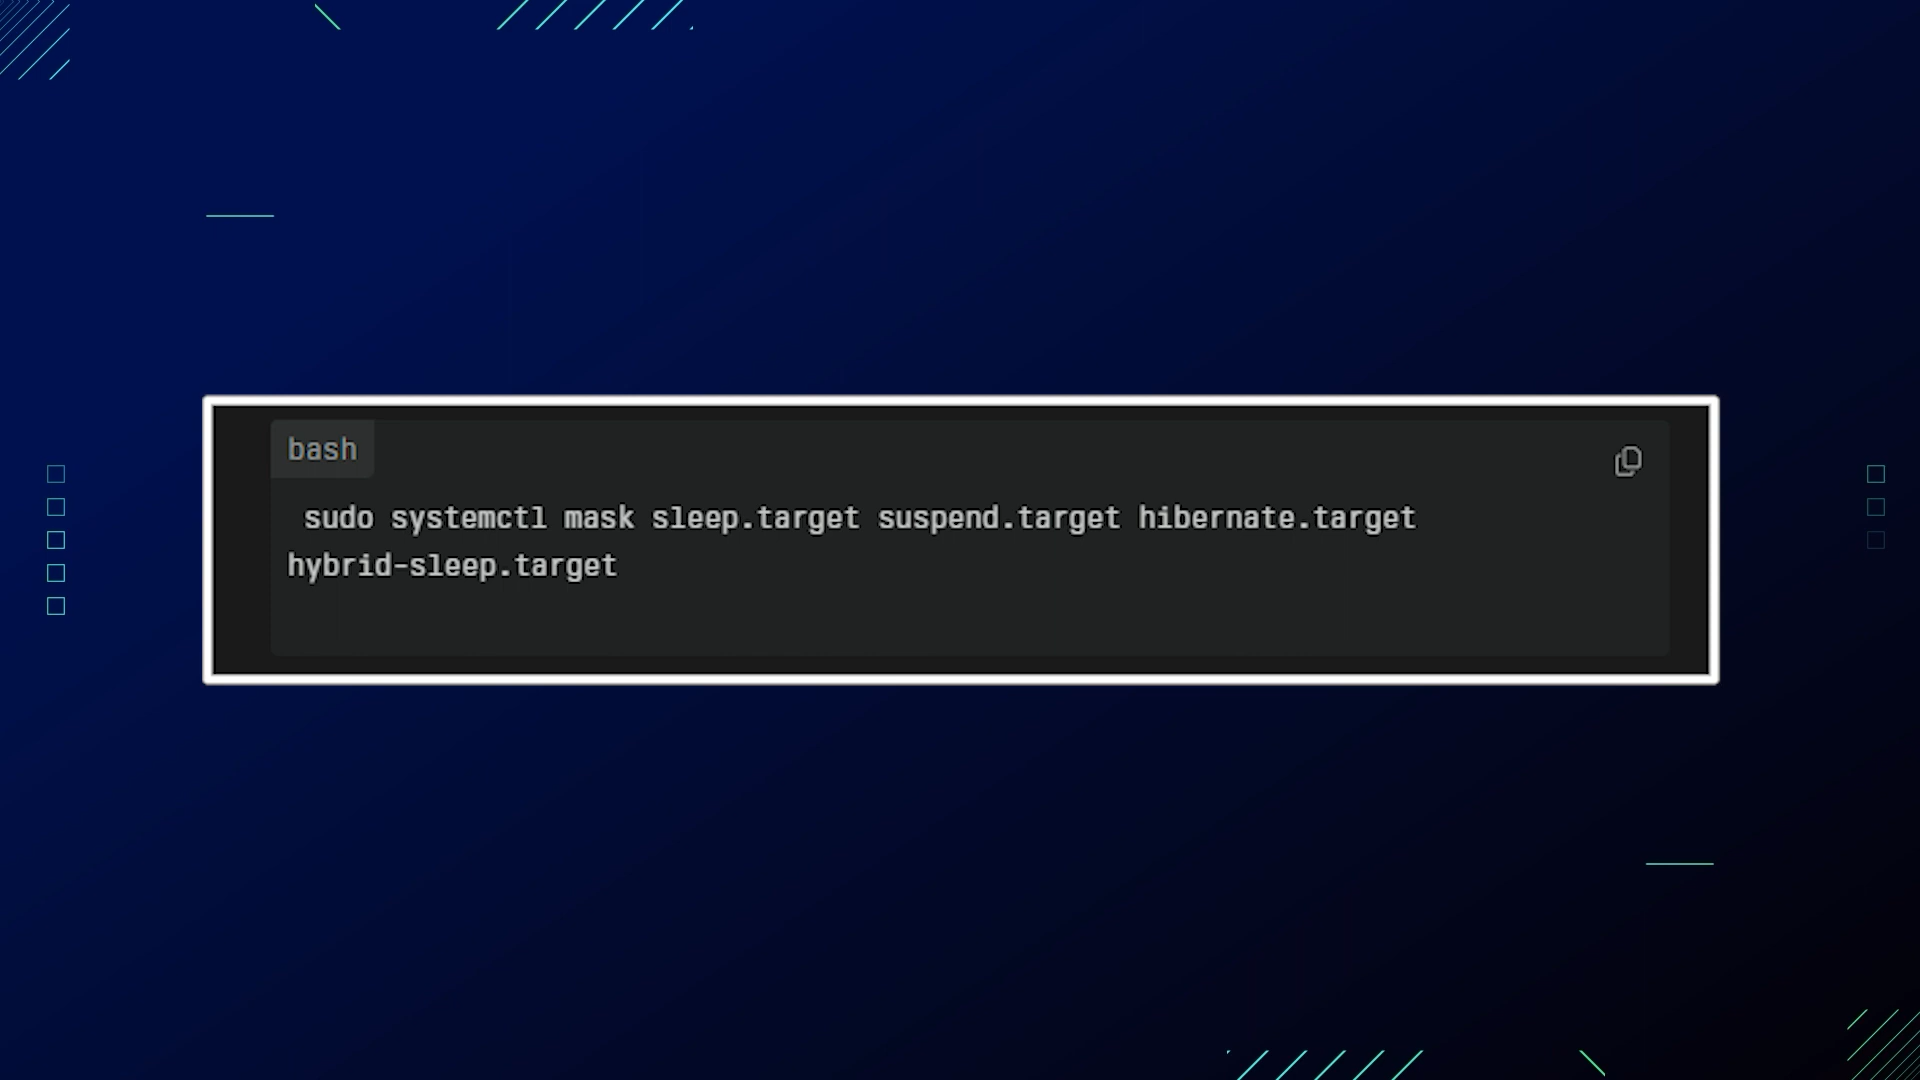 bash
sudo systemctl mask sleep.target suspend.target hibernate.target
hybrid-sleep.target